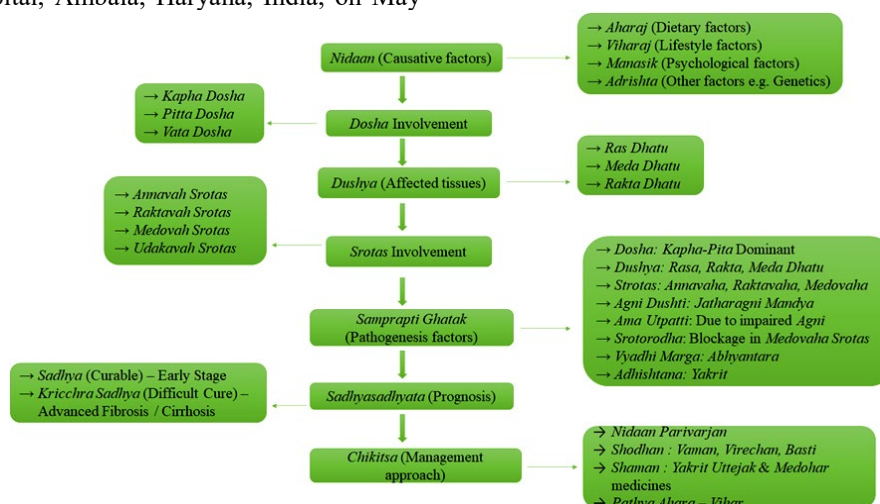 pital, Ambala, Haryana, India, on May
Nidaan (Causative factors)
→ Aharaj (Dietary factors)
→ Viharaj (Lifestyle factors)
→ Manasik (Psychological factors)
→ Adrishta (Other factors e.g. Genetics)
→ Kapha Dosha
→ Pitta Dosha
→ Vata Dosha
Dosha Involvement
Dushya (Affected tissues)
→ Ras Dhatu
→ Meda Dhatu
→ Rakta Dhatu
→ Annavah Srotas
→ Raktavah Srotas
→ Medovah Srotas
→ Udakavah Srotas
Srotas Involvement
Samprapti Ghatak
(Pathogenesis factors)
→ Dosha: Kapha-Pita Dominant
→ Dushya: Rasa, Rakta, Meda Dhatu
→ Strotas: Annavaha, Raktavaha, Medovaha
→ Agni Dushti: Jatharagni Mandya
→ Ama Utpatti: Due to impaired Agni
→ Srotorodha: Blockage in Medovaha Srotas
→ Vyadhi Marga: Abhyantara
→ Adhishtana: Yakrit
→ Sadhya (Curable) – Early Stage
→ Kricchra Sadhya (Difficult Cure) –
Advanced Fibrosis / Cirrhosis
Sadhyasadhyata (Prognosis)
Chikitsa (Management
approach)
→ Nidaan Parivarjan
→ Shodhan : Vaman, Virechan, Basti
→ Shaman : Yakrit Uttejak & Medohar
medicines
→ Pathya Ahara – Vihar